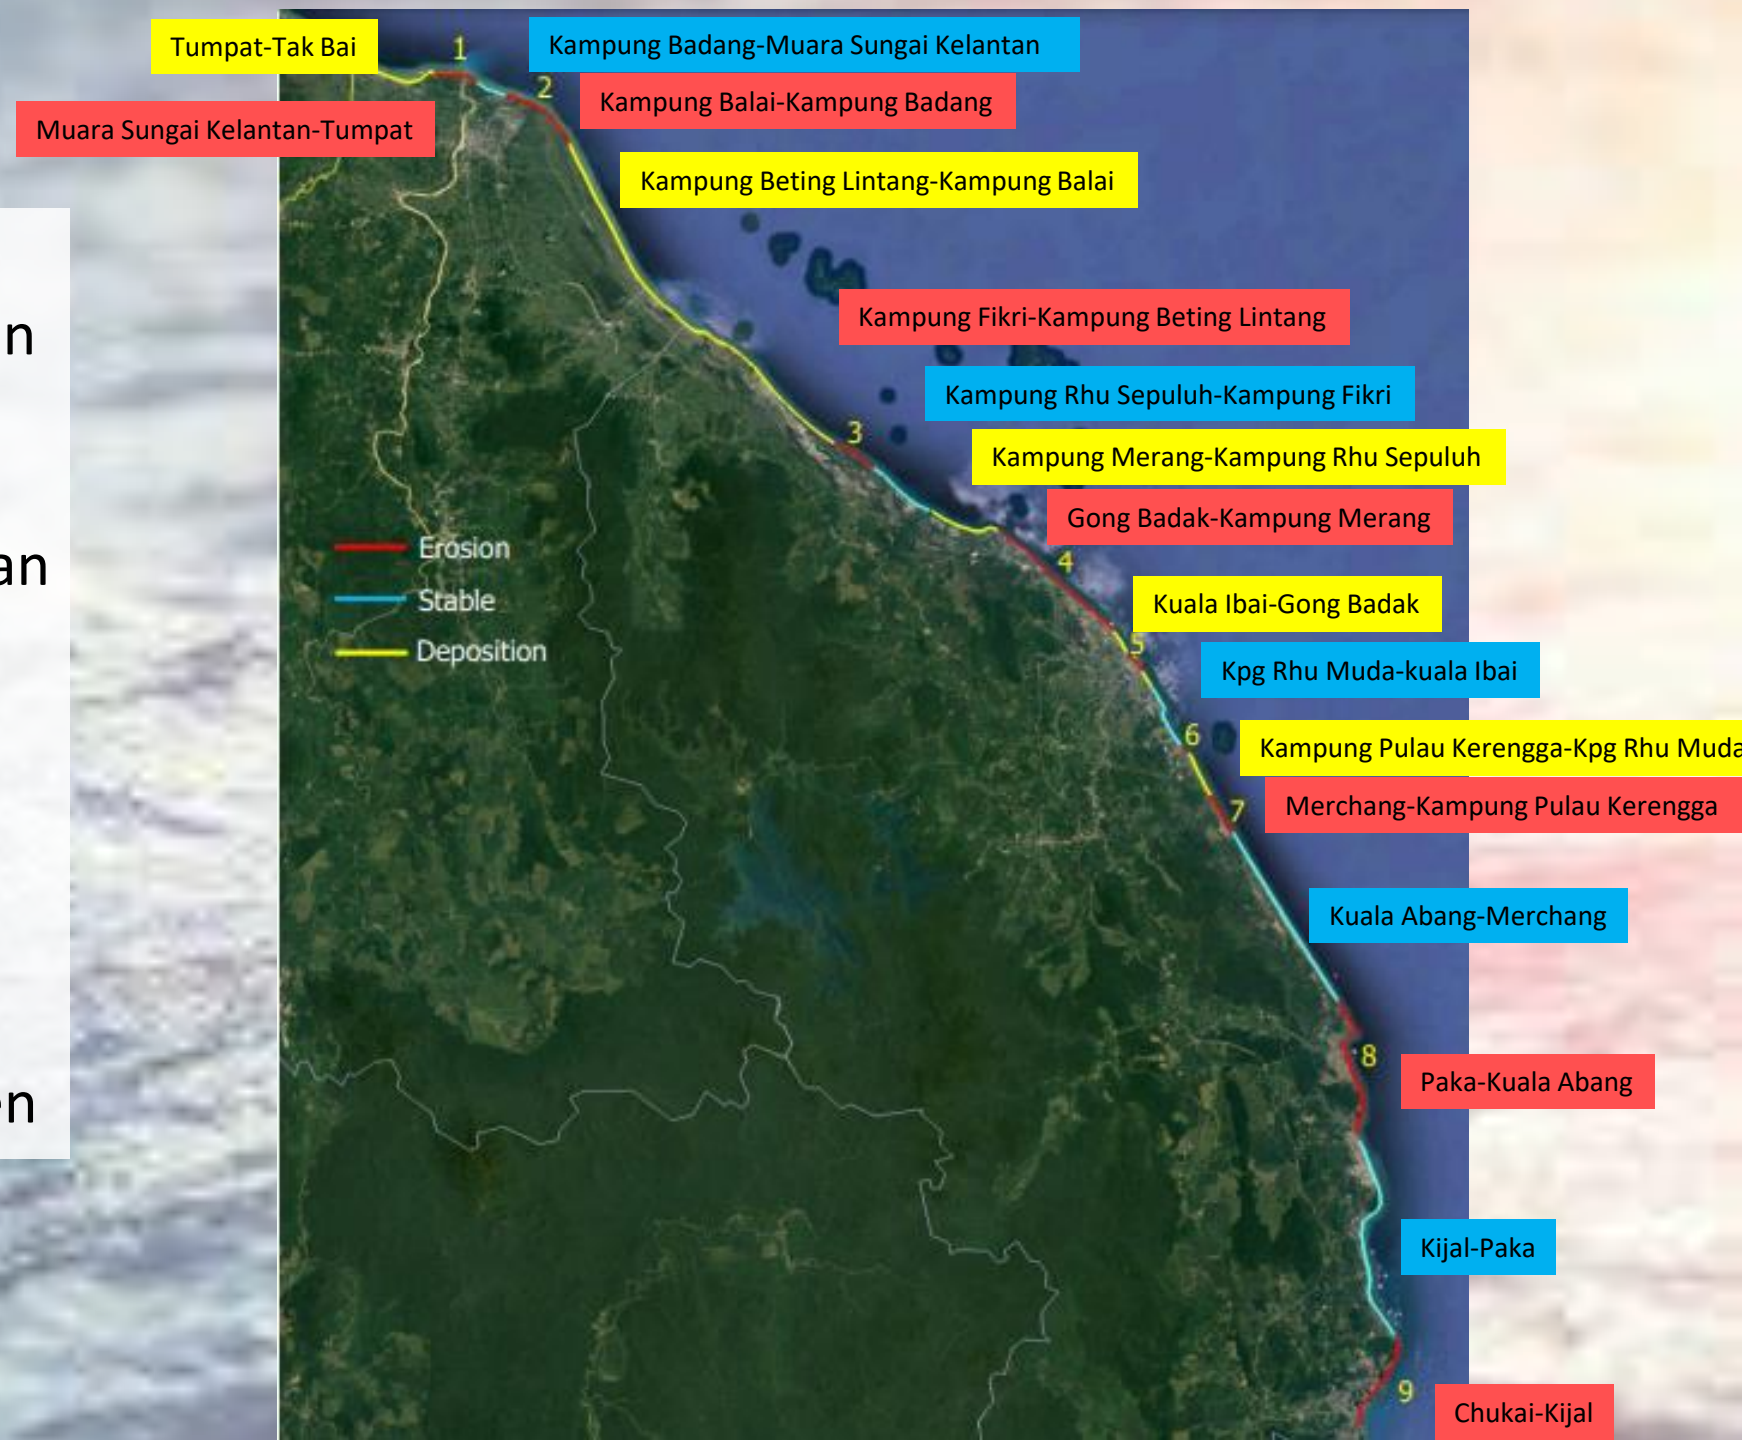 Tumpat-Tak Bai
1
Kampung Badang-Muara Sungai Kelantan
2
Kampung Balai-Kampung Badang
Muara Sungai Kelantan-Tumpat
Kampung Beting Lintang-Kampung Balai
n
Kampung Fikri-Kampung Beting Lintang
Kampung Rhu Sepuluh-Kampung Fikri
3
Kampung Merang-Kampung Rhu Sepuluh
Gong Badak-Kampung Merang
Erosion
an
4
Stable
Kuala Ibai-Gong Badak
5
Deposition
Kpg Rhu Muda-kuala Ibai
6
Kampung Pulau Kerengga-Kpg Rhu Muda
7
Merchang-Kampung Pulau Kerengga
Kuala Abang-Merchang
8
Paka-Kuala Abang
en
Kijal-Paka
9
Chukai-Kijal